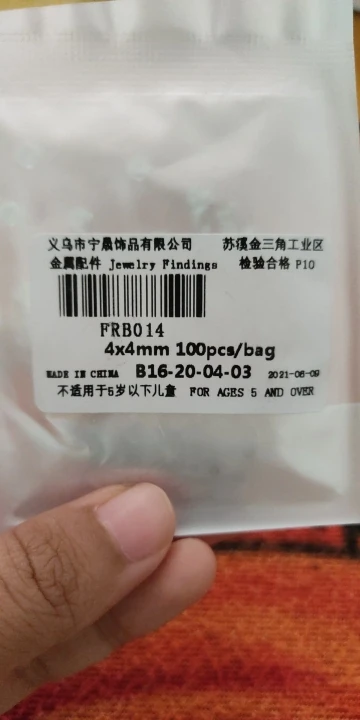 义乌市宁晟饰品有限公司 苏溪金三角工业区
金属配件 Jewelry Findings 检验合格 P10
FRB014
4x4mm 100pcs/bag
MADE IN CHINA B16-20-04-03 2021-06-09
不适用于5岁以下儿童 FOR AGES 5 AND OVER